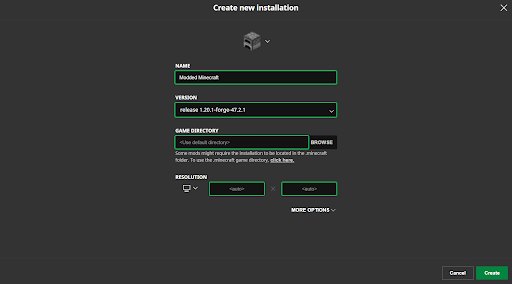 Create new installation
NAME
Modded Minecraft
VERSION
release 1.20.1-forge-47.2.1
GAME DIRECTORY
<Use default directory> BROWSE
Some mods might require the installation to be located in the .minecraft
folder. To use the .minecraft game directory, click here.
RESOLUTION
<auto> × <auto>
MORE OPTIONS
Cancel Create